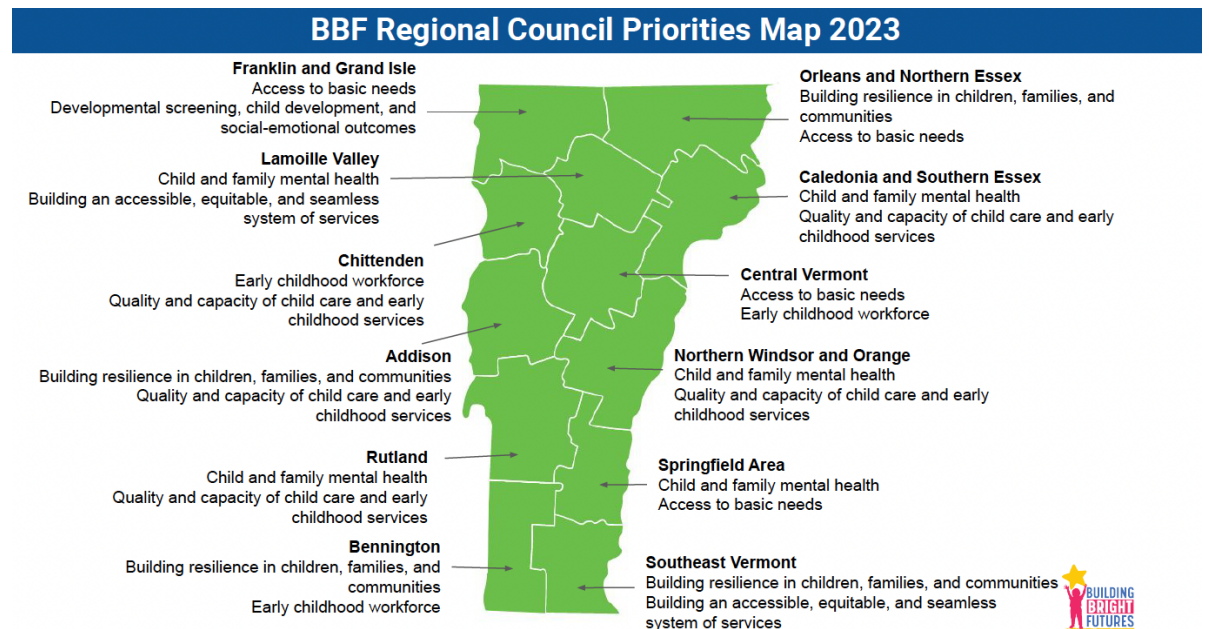 BBF Regional Council Priorities Map 2023
Franklin and Grand Isle
Access to basic needs
Developmental screening, child development, and
social-emotional outcomes
Lamoille Valley
Child and family mental health
Building an accessible, equitable, and seamless
system of services
Chittenden
Early childhood workforce
Quality and capacity of child care and early
childhood services
Addison
Building resilience in children, families, and communities
Quality and capacity of child care and early
childhood services
Rutland
Child and family mental health
Quality and capacity of child care and early
childhood services
Bennington
Building resilience in children, families, and
communities
Early childhood workforce
Orleans and Northern Essex
Building resilience in children, families, and
communities
Access to basic needs
Caledonia and Southern Essex
Child and family mental health
Quality and capacity of child care and early
childhood services
Central Vermont
Access to basic needs
Early childhood workforce
Northern Windsor and Orange
Child and family mental health
Quality and capacity of child care and early
childhood services
Springfield Area
Child and family mental health
Access to basic needs
Southeast Vermont
Building resilience in children, families, and communities
Building an accessible, equitable, and seamless
system of services
BUILDING
BRIGHT
FUTURES